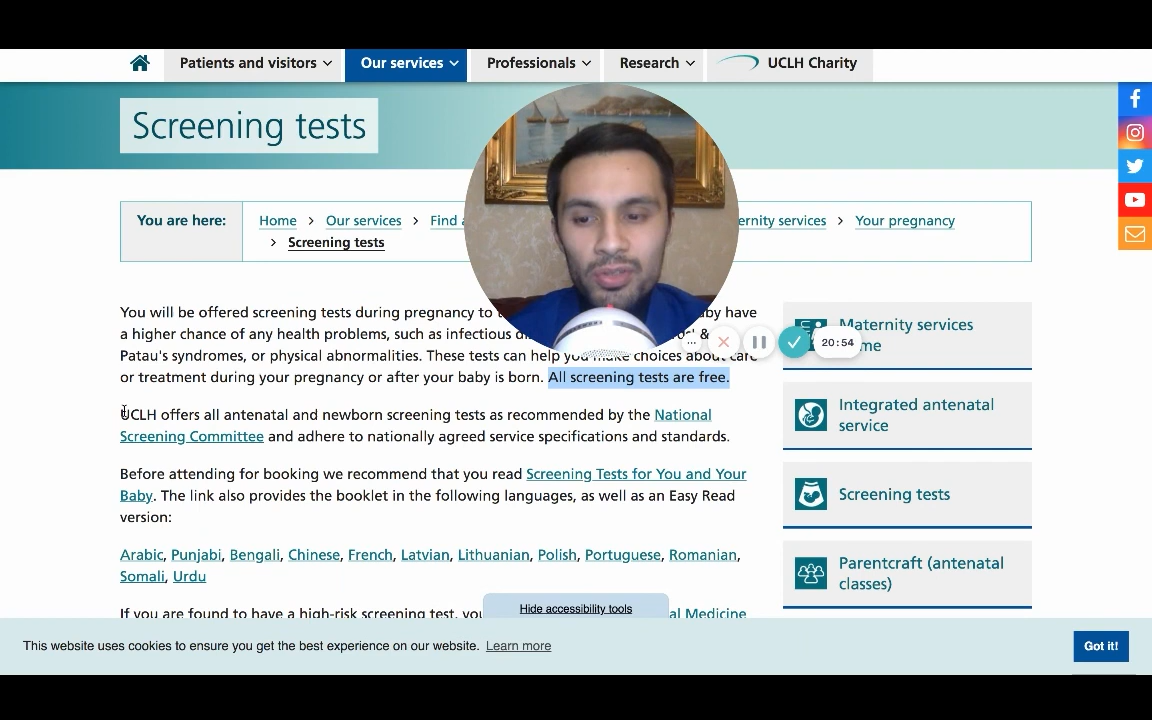 Patients and visitors
Our services
Professionals
Research
UCLH Charity
Screening tests
You are here:
Home > Our services > Find > Your pregnancy
> Screening tests
You will be offered screening tests during pregnancy to have
a higher chance of any health problems, such as infectious &
Patau's syndromes, or physical abnormalities. These tests can help you make choices about care
or treatment during your pregnancy or after your baby is born. All screening tests are free.
UCLH offers all antenatal and newborn screening tests as recommended by the National
Screening Committee and adhere to nationally agreed service specifications and standards.
Before attending for booking we recommend that you read Screening Tests for You and Your
Baby. The link also provides the booklet in the following languages, as well as an Easy Read
version:
Arabic, Punjabi, Bengali, Chinese, French, Latvian, Lithuanian, Polish, Portuguese, Romanian,
Somali, Urdu
If you are found to have a high-risk screening test, Medicine
Maternity services
Integrated antenatal
service
Screening tests
Parentcraft (antenatal
classes)
20:54
Hide accessibility tools
This website uses cookies to ensure you get the best experience on our website. Learn more
Got it!